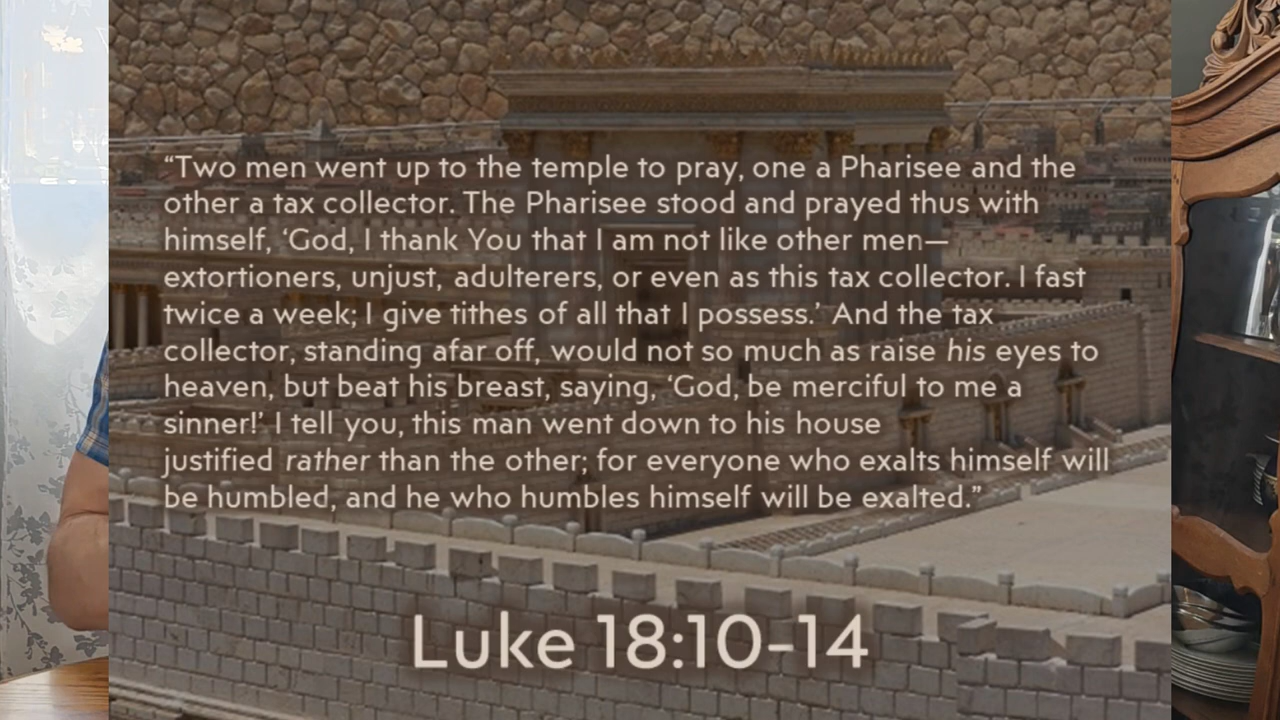 “Two men went up to the temple to pray, one a Pharisee and the
other a tax collector. The Pharisee stood and prayed thus with
himself, ‘God, I thank You that I am not like other men—
extortioners, unjust, adulterers, or even as this tax collector. I fast
twice a week; I give tithes of all that I possess.’ And the tax
collector, standing afar off, would not so much as raise his eyes to
heaven, but beat his breast, saying, ‘God, be merciful to me a
sinner!’ I tell you, this man went down to his house
justified rather than the other; for everyone who exalts himself will
be humbled, and he who humbles himself will be exalted.”
Luke 18:10-14